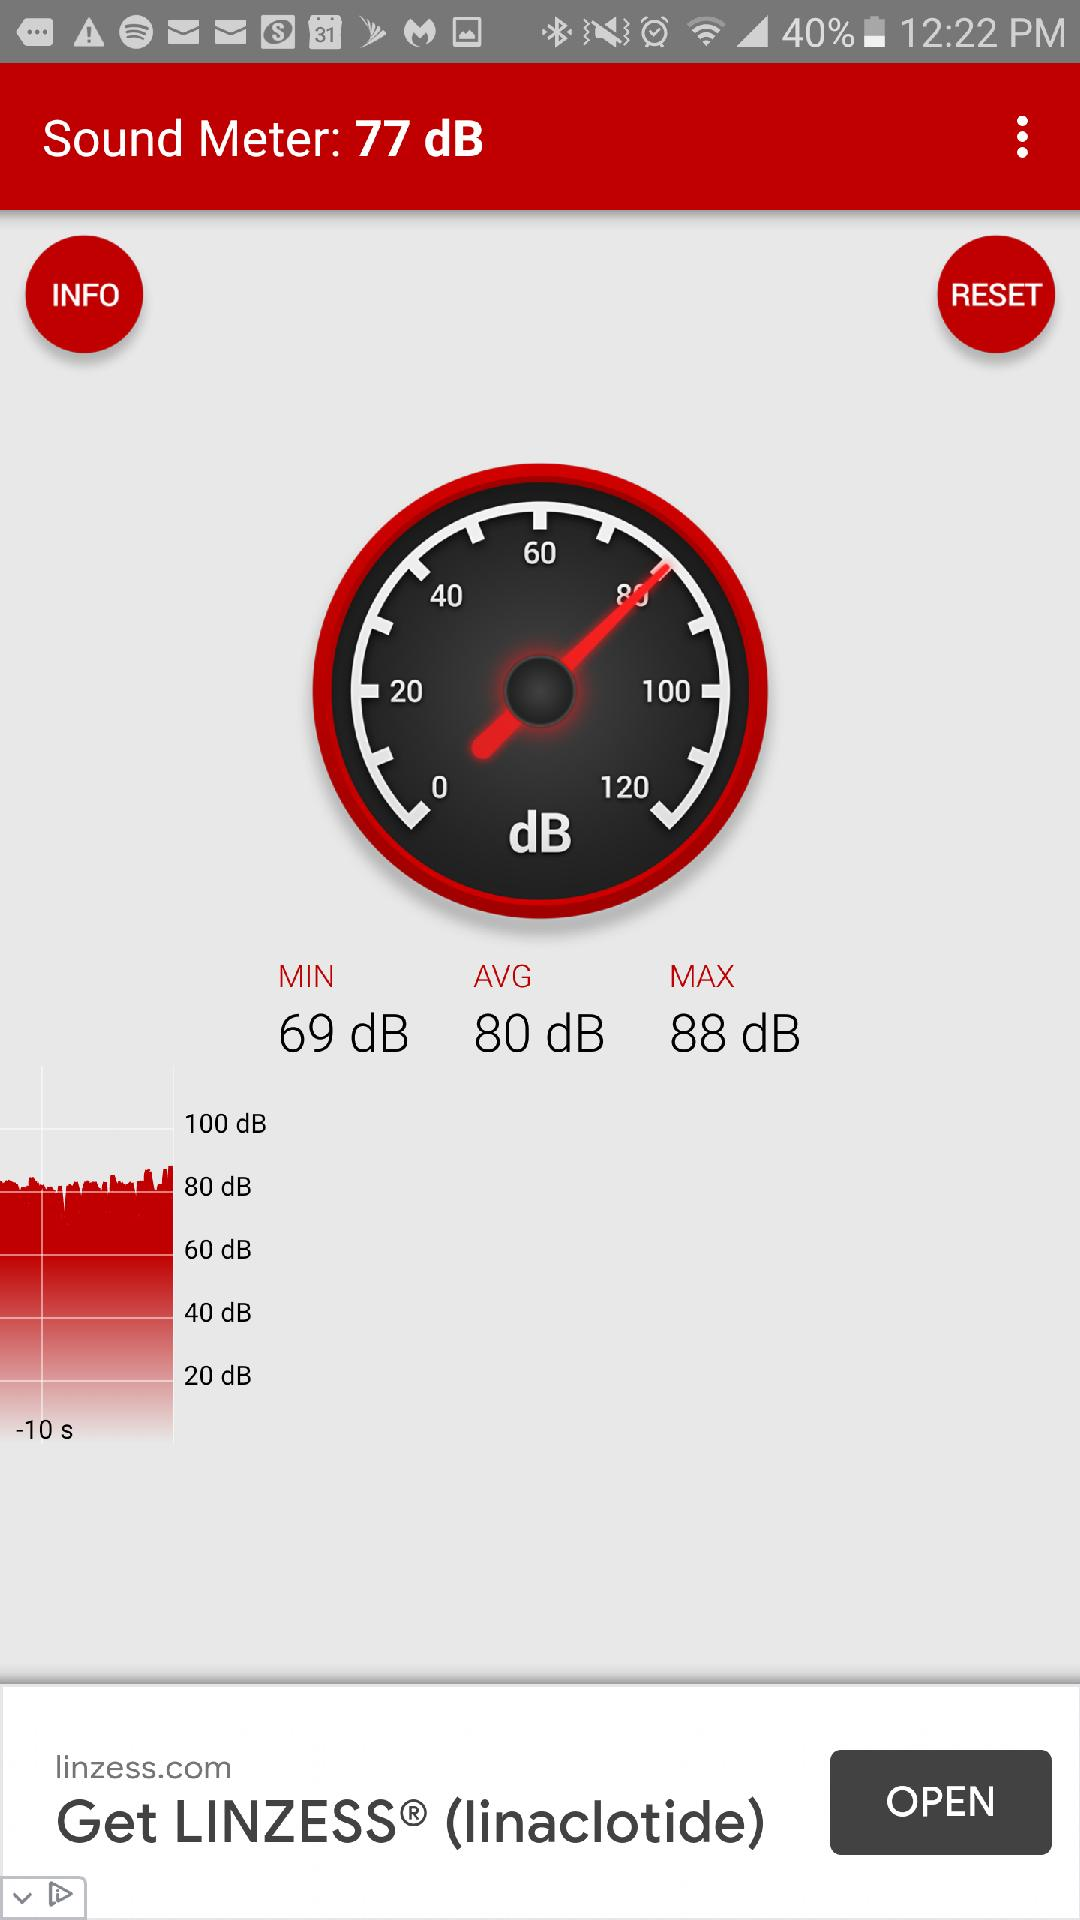 31 40% 12:22 PM
Sound Meter: 77 dB
INFO RESET
60
40 80
20 100
0 120
dB
MIN AVG MAX
69 dB 80 dB 88 dB
100 dB
80 dB
60 dB
40 dB
20 dB
-10 s
linzess.com
Get LINZESS® (linaclotide)
OPEN